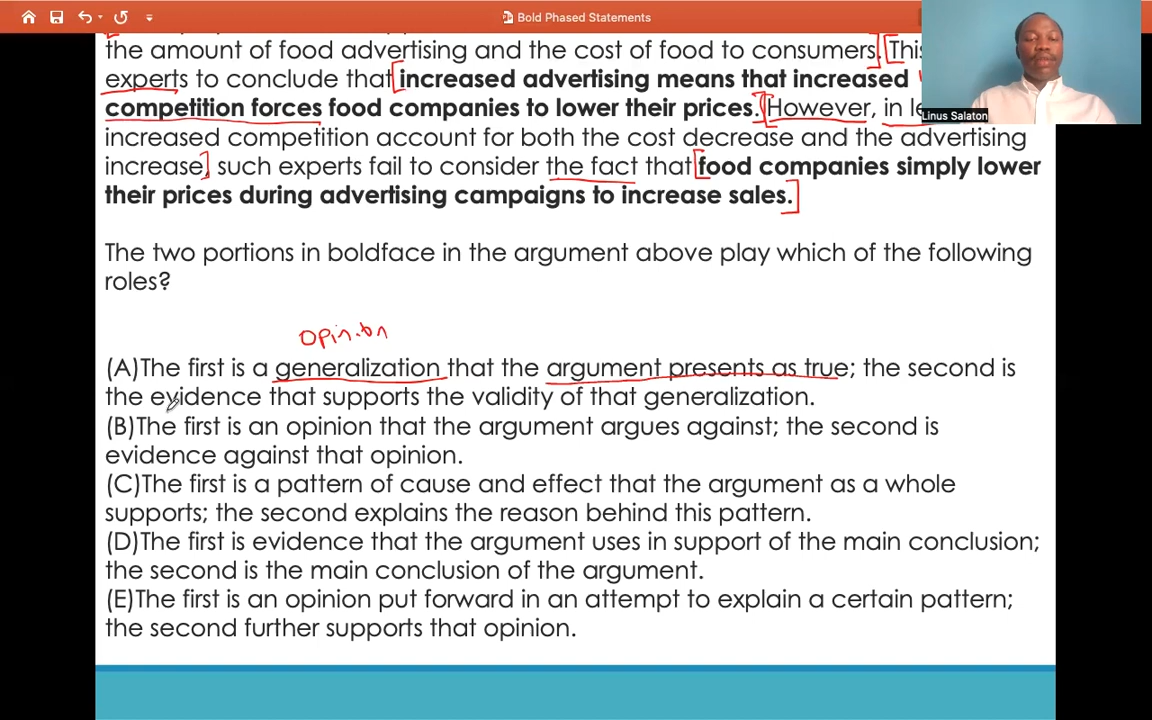 Bold Phased Statements
the amount of food advertising and the cost of food to consumers. This
experts to conclude that increased advertising means that increased
competition forces food companies to lower their prices. However, in
Linus Salaton
increased competition account for both the cost decrease and the advertising
increase, such experts fail to consider the fact that food companies simply lower
their prices during advertising campaigns to increase sales.
The two portions in boldface in the argument above play which of the following
roles?
opinion
(A)The first is a generalization that the argument presents as true; the second is
the evidence that supports the validity of that generalization.
(B)The first is an opinion that the argument argues against; the second is
evidence against that opinion.
(C)The first is a pattern of cause and effect that the argument as a whole
supports; the second explains the reason behind this pattern.
(D)The first is evidence that the argument uses in support of the main conclusion;
the second is the main conclusion of the argument.
(E)The first is an opinion put forward in an attempt to explain a certain pattern;
the second further supports that opinion.